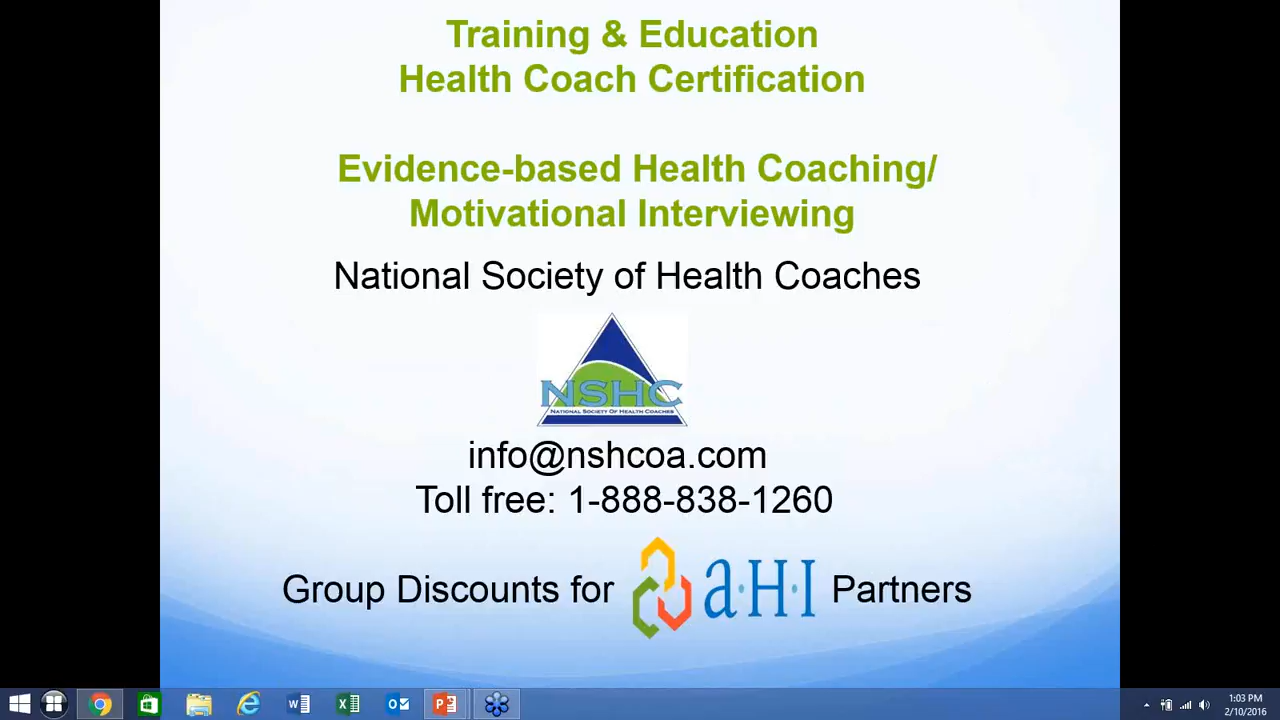 Training & Education
Health Coach Certification
Evidence-based Health Coaching/
Motivational Interviewing
National Society of Health Coaches
NSHC
NATIONAL SOCIETY OF HEALTH COACHES
info@nshcoa.com
Toll free: 1-888-838-1260
Group Discounts for a·H·I Partners
1:03 PM
2/10/2016